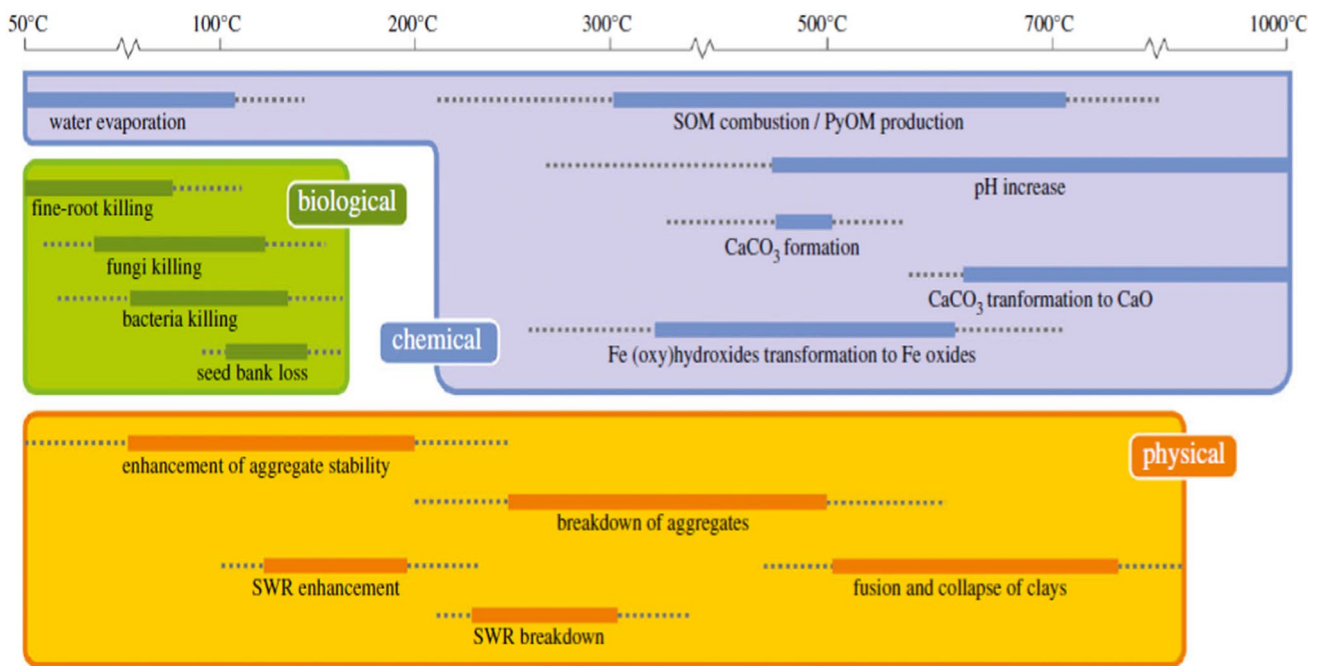 50°C 100°C 200°C 300°C 500°C 700°C 1000°C
water evaporation
SOM combustion / PyOM production
pH increase
CaCO3 formation
CaCO3 tranformation to CaO
Fe (oxy)hydroxides transformation to Fe oxides
chemical
biological
fine-root killing
fungi killing
bacteria killing
seed bank loss
physical
enhancement of aggregate stability
breakdown of aggregates
SWR enhancement
fusion and collapse of clays
SWR breakdown